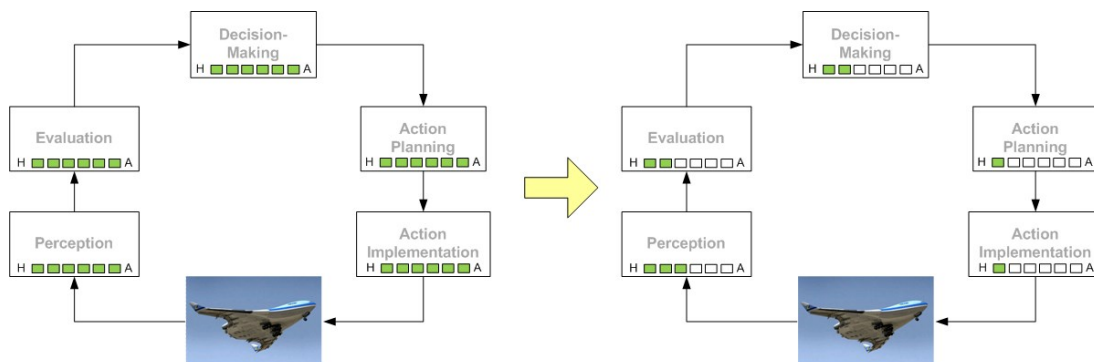 Decision-
Making
H A
Evaluation
H A
Action
Planning
H A
Perception
H A
Action
Implementation
H A
Decision-
Making
H A
Evaluation
H A
Action
Planning
H A
Perception
H A
Action
Implementation
H A